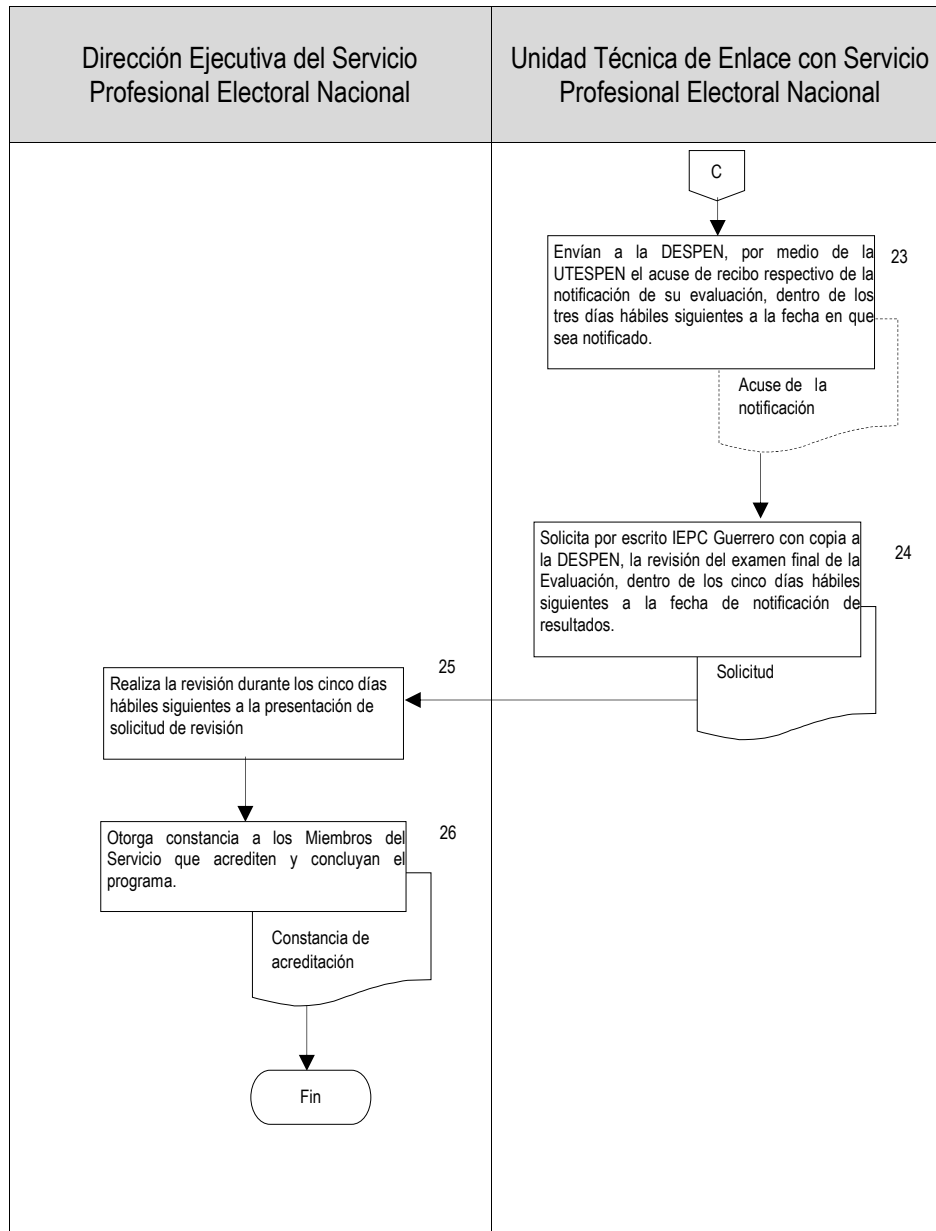 Dirección Ejecutiva del Servicio
Profesional Electoral Nacional
Unidad Técnica de Enlace con Servicio
Profesional Electoral Nacional
C
Envían a la DESPEN, por medio de la
UTESPEN el acuse de recibo respectivo de la
notificación de su evaluación, dentro de los
tres días hábiles siguientes a la fecha en que
sea notificado.
23
Acuse de la
notificación
Solicita por escrito IEPC Guerrero con copia a
la DESPEN, la revisión del examen final de la
Evaluación, dentro de los cinco días hábiles
siguientes a la fecha de notificación de
resultados.
24
Solicitud
25
Realiza la revisión durante los cinco días
hábiles siguientes a la presentación de
solicitud de revisión
Otorga constancia a los Miembros del
Servicio que acrediten y concluyan el
programa.
26
Constancia de
acreditación
Fin